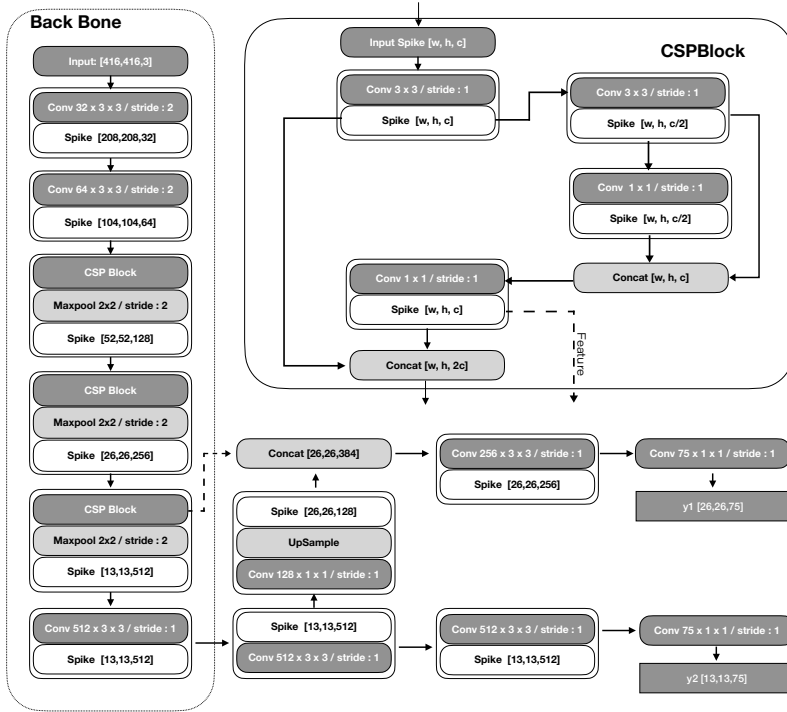 Back Bone
Input: [416,416,3]
Conv 32 x 3 x 3 / stride : 2
Spike [208,208,32]
Conv 64 x 3 x 3 / stride : 2
Spike [104,104,64]
CSP Block
Maxpool 2x2 / stride : 2
Spike [52,52,128]
CSP Block
Maxpool 2x2 / stride : 2
Spike [26,26,256]
CSP Block
Maxpool 2x2 / stride : 2
Spike [13,13,512]
Conv 512 x 3 x 3 / stride : 1
Spike [13,13,512]
CSPBlock
Input Spike [w, h, c]
Conv 3 x 3 / stride : 1
Spike [w, h, c]
Conv 3 x 3 / stride : 1
Spike [w, h, c/2]
Conv 1 x 1 / stride : 1
Spike [w, h, c/2]
Concat [w, h, c]
Conv 1 x 1 / stride : 1
Spike [w, h, c]
Concat [w, h, 2c]
Feature
Concat [26,26,384]
Conv 256 x 3 x 3 / stride : 1
Spike [26,26,256]
Conv 75 x 1 x 1 / stride : 1
y1 [26,26,75]
Spike [26,26,128]
UpSample
Conv 128 x 1 x 1 / stride : 1
Spike [13,13,512]
Conv 512 x 3 x 3 / stride : 1
Conv 512 x 3 x 3 / stride : 1
Spike [13,13,512]
Conv 75 x 1 x 1 / stride : 1
y2 [13,13,75]